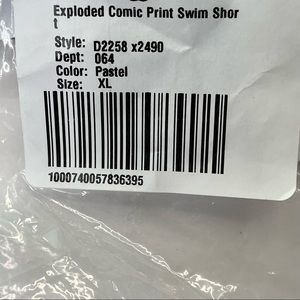 Exploded Comic Print Swim Shor
t
Style: D2258 x2490
Dept: 064
Color: Pastel
Size: XL
1000740057836395